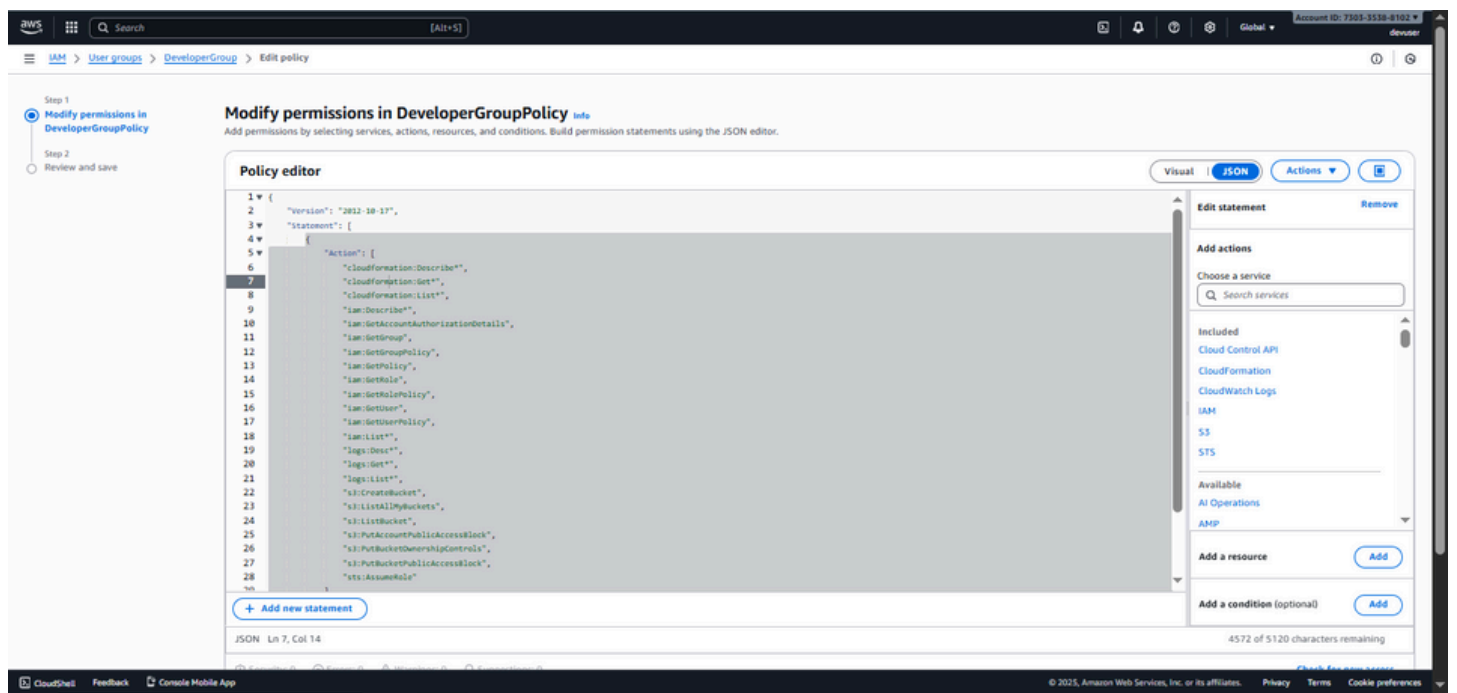 aws
Search [Alt+S]
Global ▼
Account ID: 7303-3538-8102 ▼
devuser
IAM > User groups > DeveloperGroup > Edit policy
Step 1
Modify permissions in
DeveloperGroupPolicy
Step 2
Review and save
Modify permissions in DeveloperGroupPolicy Info
Add permissions by selecting services, actions, resources, and conditions. Build permission statements using the JSON editor.
Policy editor
Visual | JSON
Actions ▼
1 {
2 "Version": "2012-10-17",
3 "Statement": [
4 {
5 "Action": [
6 "cloudformation:Describe*",
7 "cloudformation:Get*",
8 "cloudformation:List*",
9 "iam:Describe*",
10 "iam:GetAccountAuthorizationDetails",
11 "iam:GetGroup",
12 "iam:GetGroupPolicy",
13 "iam:GetPolicy",
14 "iam:GetRole",
15 "iam:GetRolePolicy",
16 "iam:GetUser",
17 "iam:GetUserPolicy",
18 "iam:List*",
19 "logs:Desc*",
20 "logs:Get*",
21 "logs:List*",
22 "s3:CreateBucket",
23 "s3:ListAllMyBuckets",
24 "s3:ListBucket",
25 "s3:PutAccountPublicAccessBlock",
26 "s3:PutBucketOwnershipControls",
27 "s3:PutBucketPublicAccessBlock",
28 "sts:AssumeRole"
+ Add new statement
JSON Ln 7, Col 14
4572 of 5120 characters remaining
Edit statement
Remove
Add actions
Choose a service
Search services
Included
Cloud Control API
CloudFormation
CloudWatch Logs
IAM
S3
STS
Available
AI Operations
AMP
Add a resource
Add
Add a condition (optional)
Add
CloudShell Feedback Console Mobile App
© 2025, Amazon Web Services, Inc. or its affiliates. Privacy Terms Cookie preferences